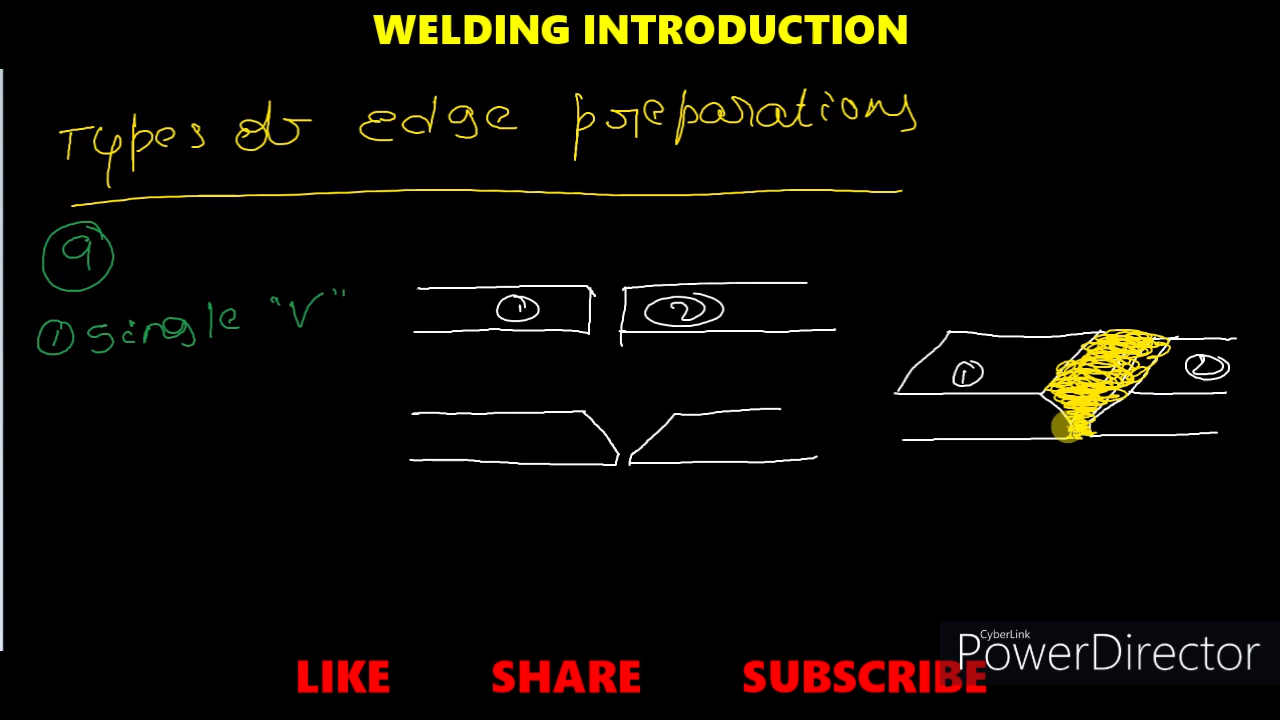 WELDING INTRODUCTION
Types of edge preparations
9
① Single "V"
① ②
① ②
CyberLink
PowerDirector
LIKE SHARE SUBSCRIBE